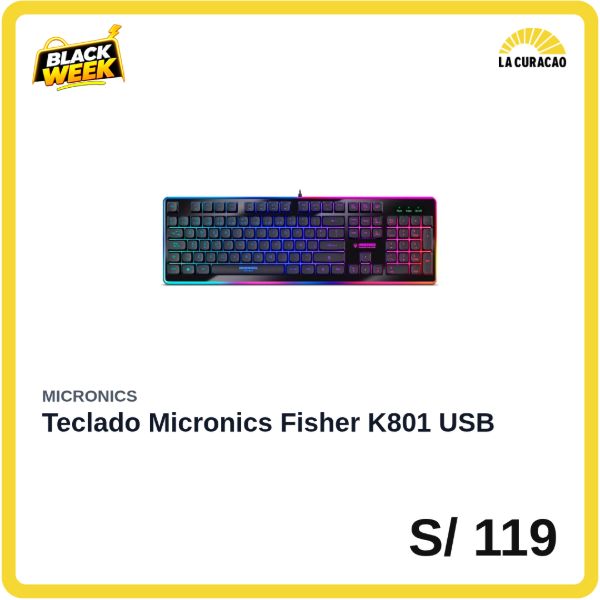 BLACK
WEEK
LA CURACAO
MICRONICS
Teclado Micronics Fisher K801 USB
S/ 119